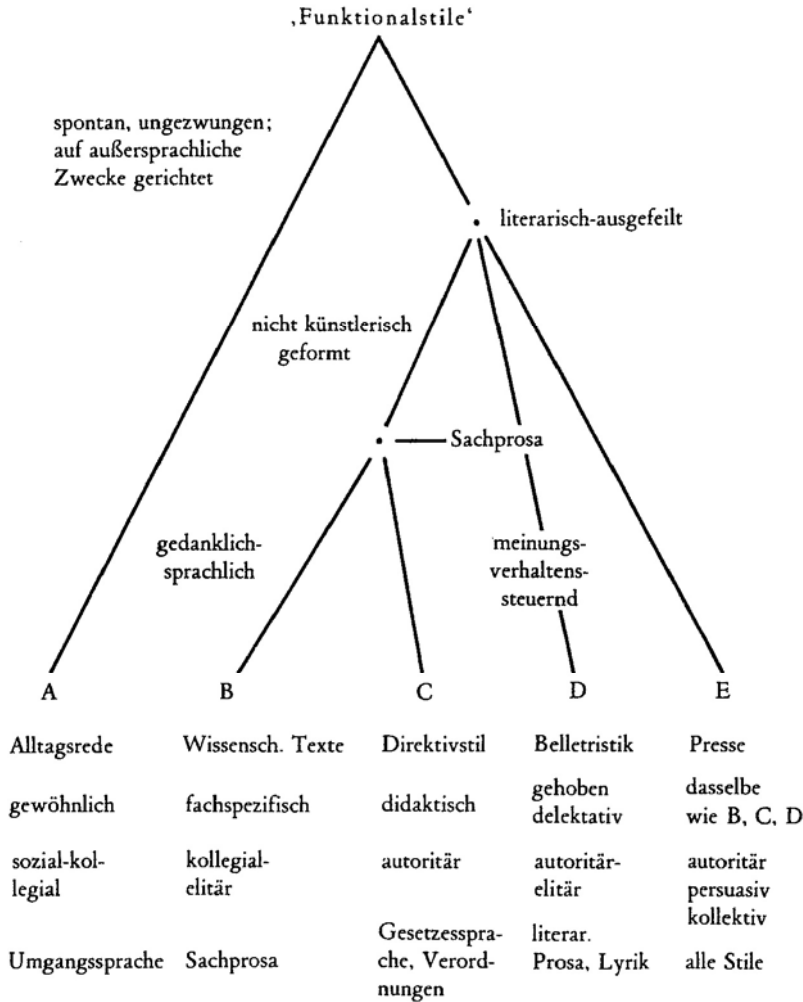 ‚Funktionalstile‘
spontan, ungezwungen;
auf außersprachliche
Zwecke gerichtet
literarisch-ausgefeilt
nicht künstlerisch
geformt
Sachprosa
gedanklich-
sprachlich
meinungs-
verhaltens-
steuernd
A B C D E
Alltagsrede Wissensch. Texte Direktivstil Belletristik Presse
gewöhnlich fachspezifisch didaktisch gehoben dasselbe
delektativ wie B, C, D
sozial-kol- kollegial- autoritär autoritär- autoritär
legial elitär elitär persuasiv
kollektiv
Gesetzesspra- literar.
Umgangssprache Sachprosa che, Verord- Prosa, Lyrik alle Stile
nungen